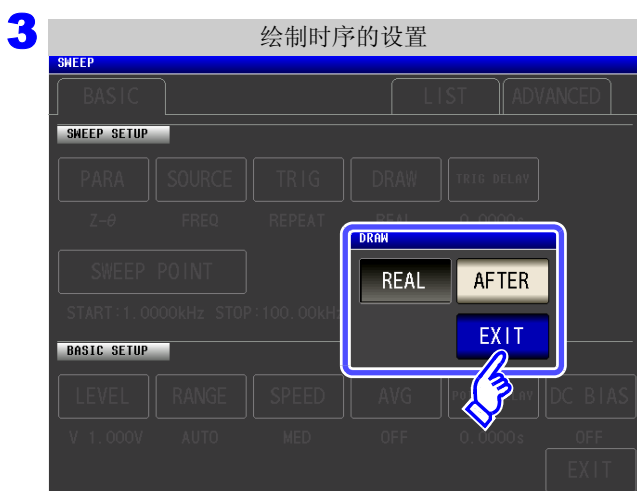 3
绘制时序的设置
SWEEP
BASIC LIST ADVANCED
SWEEP SETUP
PARA SOURCE TRIG DRAW TRIG DELAY
Z-θ FREQ REPEAT REAL 0.0000s
DRAW
REAL AFTER
EXIT
SWEEP POINT
START:1.0000kHz STOP:100.00kHz
BASIC SETUP
LEVEL RANGE SPEED AVG DC BIAS
V 1.000V AUTO MED OFF 0.0000s OFF
EXIT